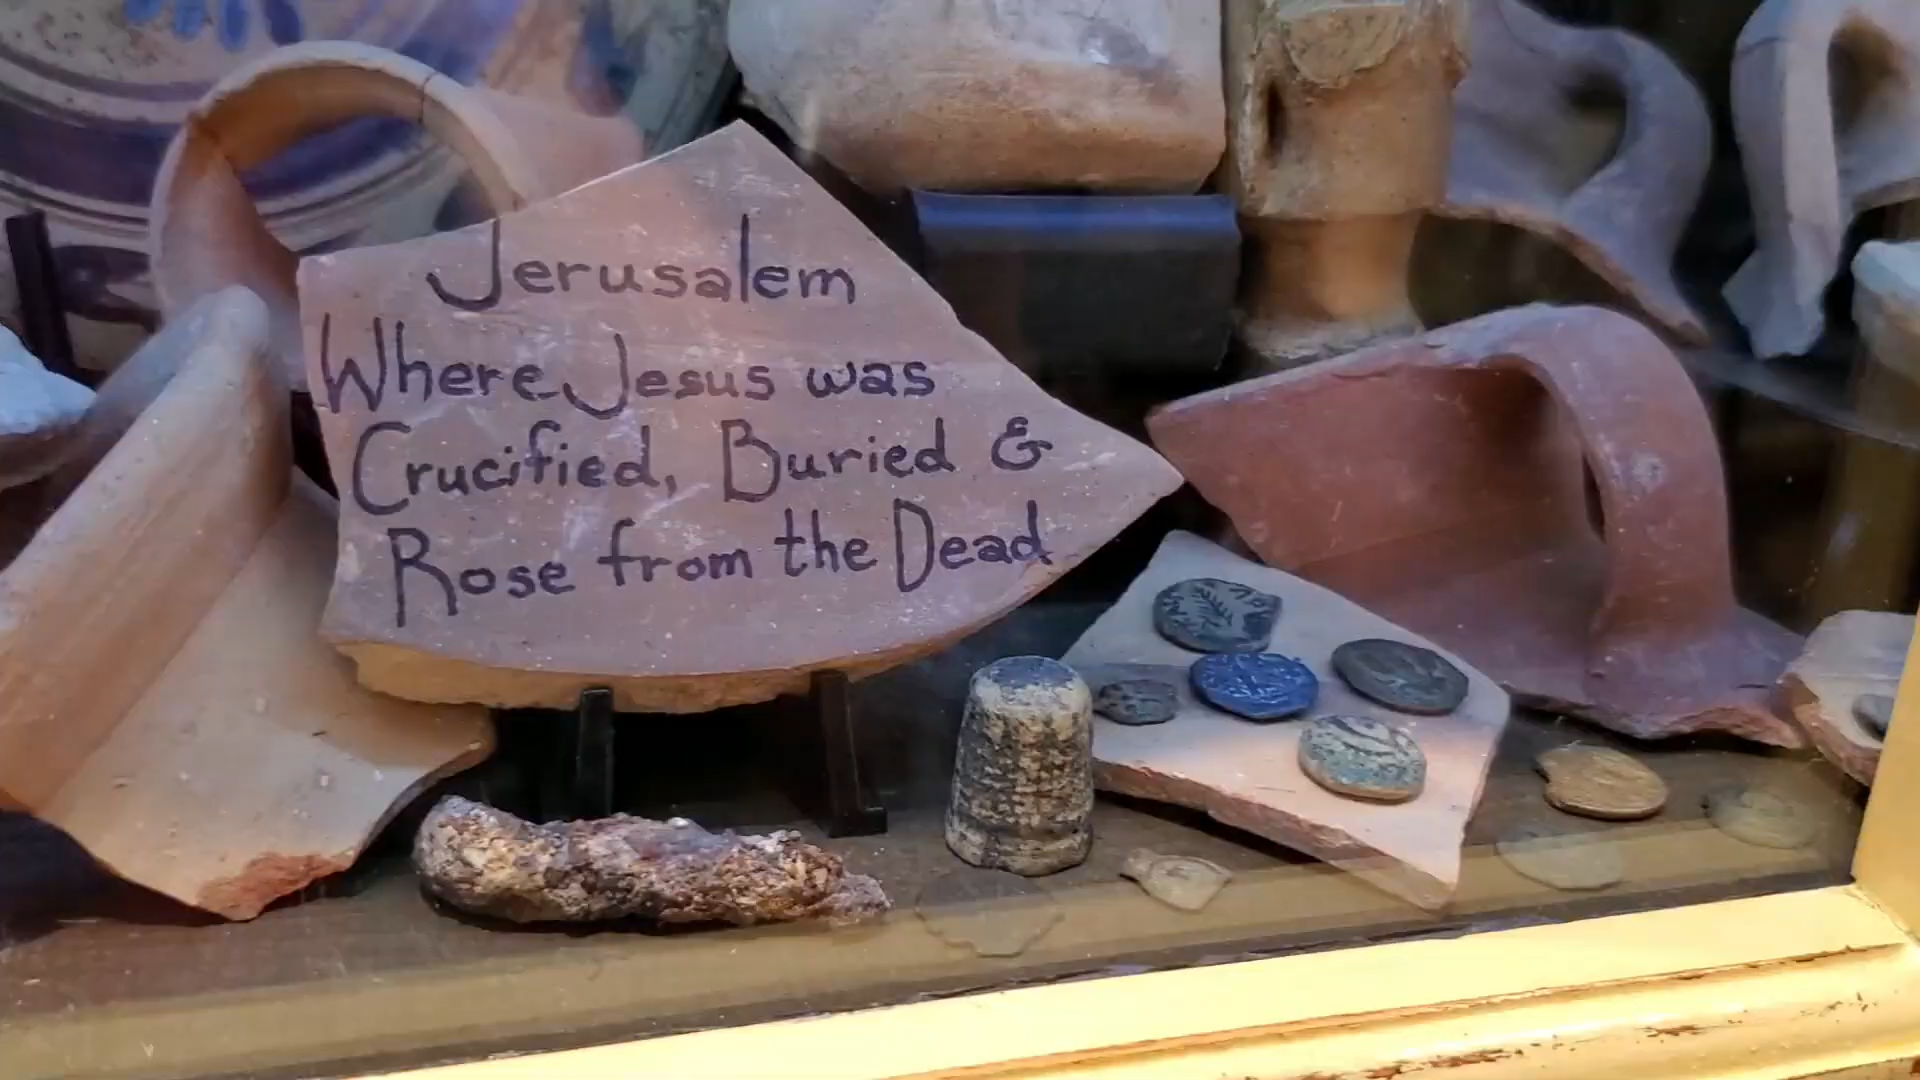 Jerusalem
Where Jesus was
Crucified, Buried &
Rose from the Dead